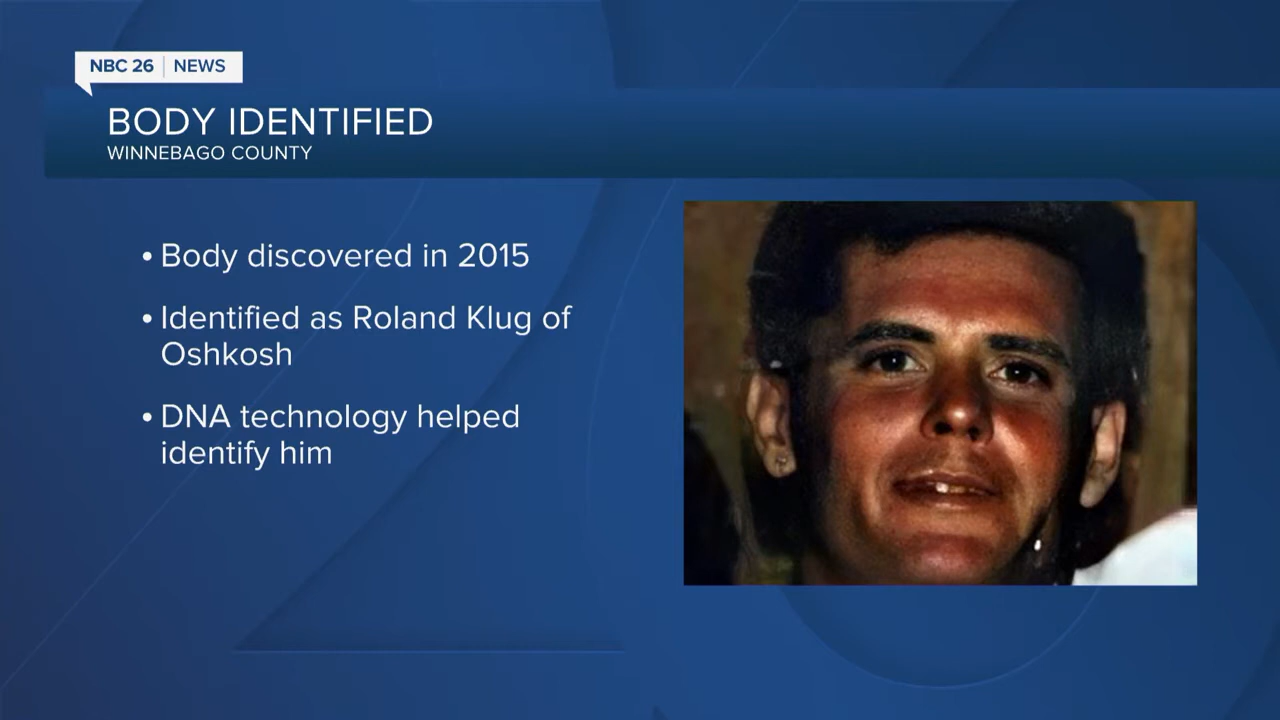 NBC 26 | NEWS
BODY IDENTIFIED
WINNEBAGO COUNTY
• Body discovered in 2015
• Identified as Roland Klug of
Oshkosh
• DNA technology helped
identify him